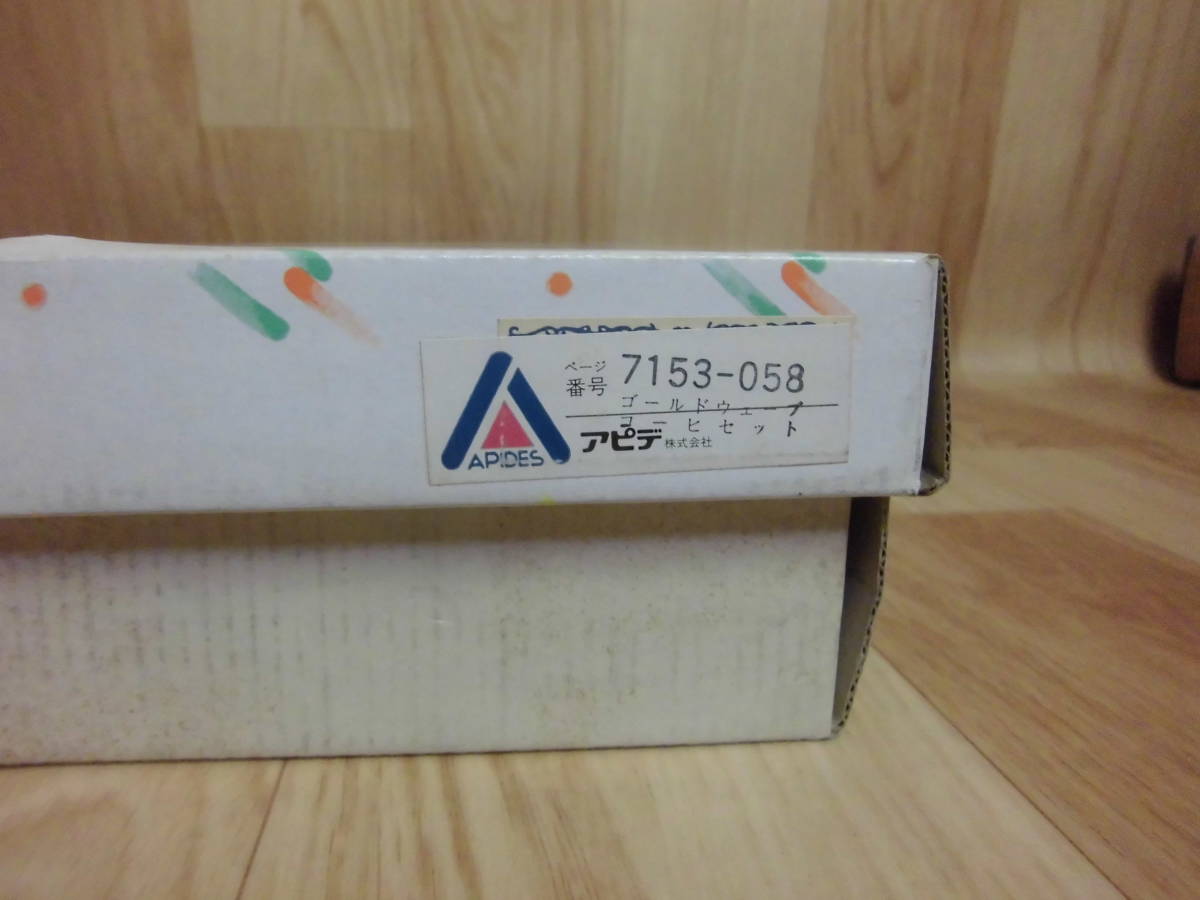 APIDES
ページ
番号 7153-058
ゴールドウェーブ
コーヒセット
アピデ株式会社